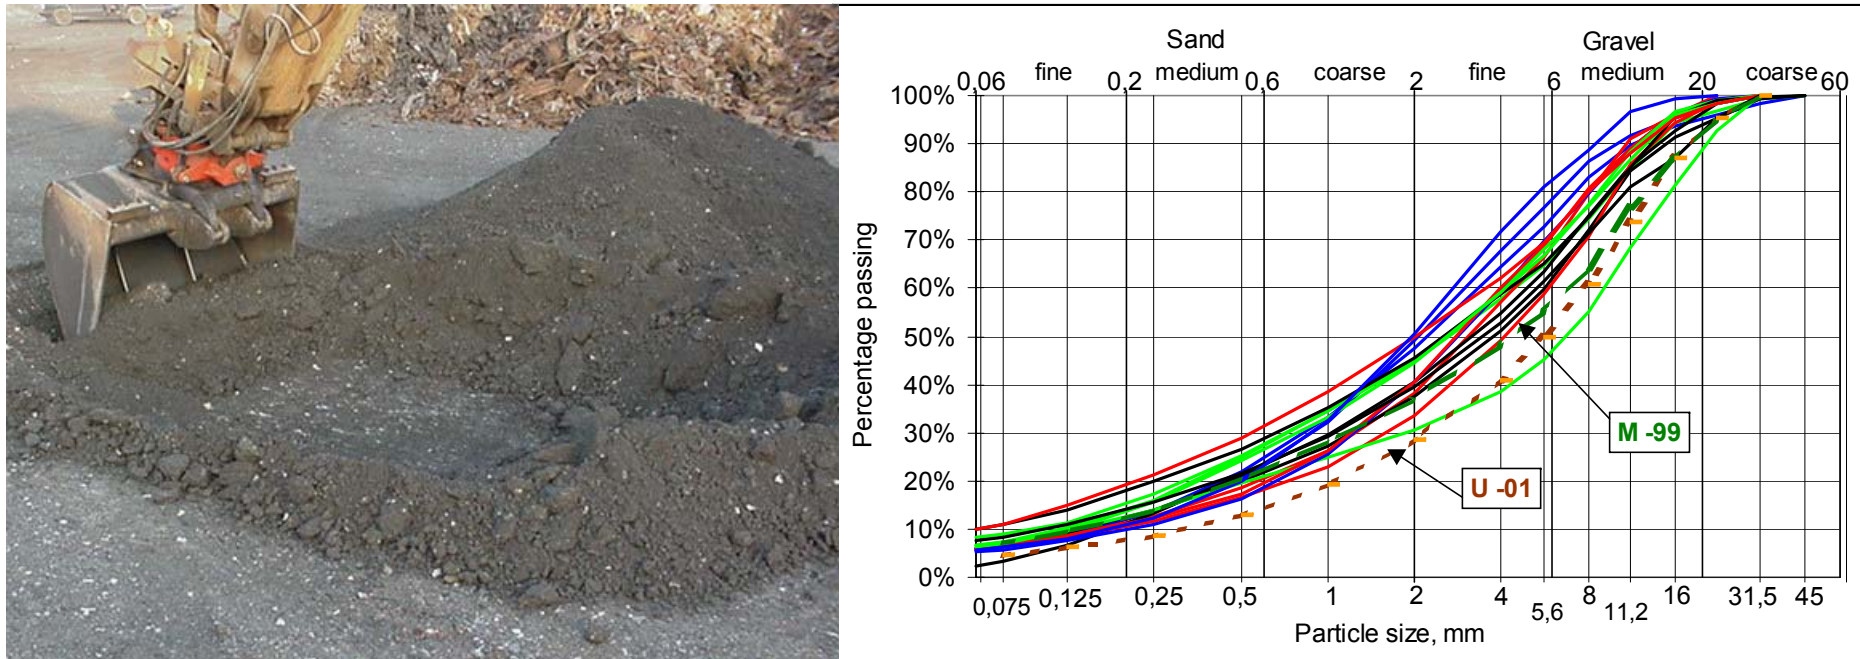 Sand
Gravel
fine
medium
coarse
fine
medium
coarse
0,06
0,2
0,6
2
6
20
60
100%
90%
80%
70%
60%
50%
40%
30%
20%
10%
0%
Percentage passing
M -99
U -01
0,075
0,125
0,25
0,5
1
2
4
5,6
8
11,2
16
31,5
45
Particle size, mm